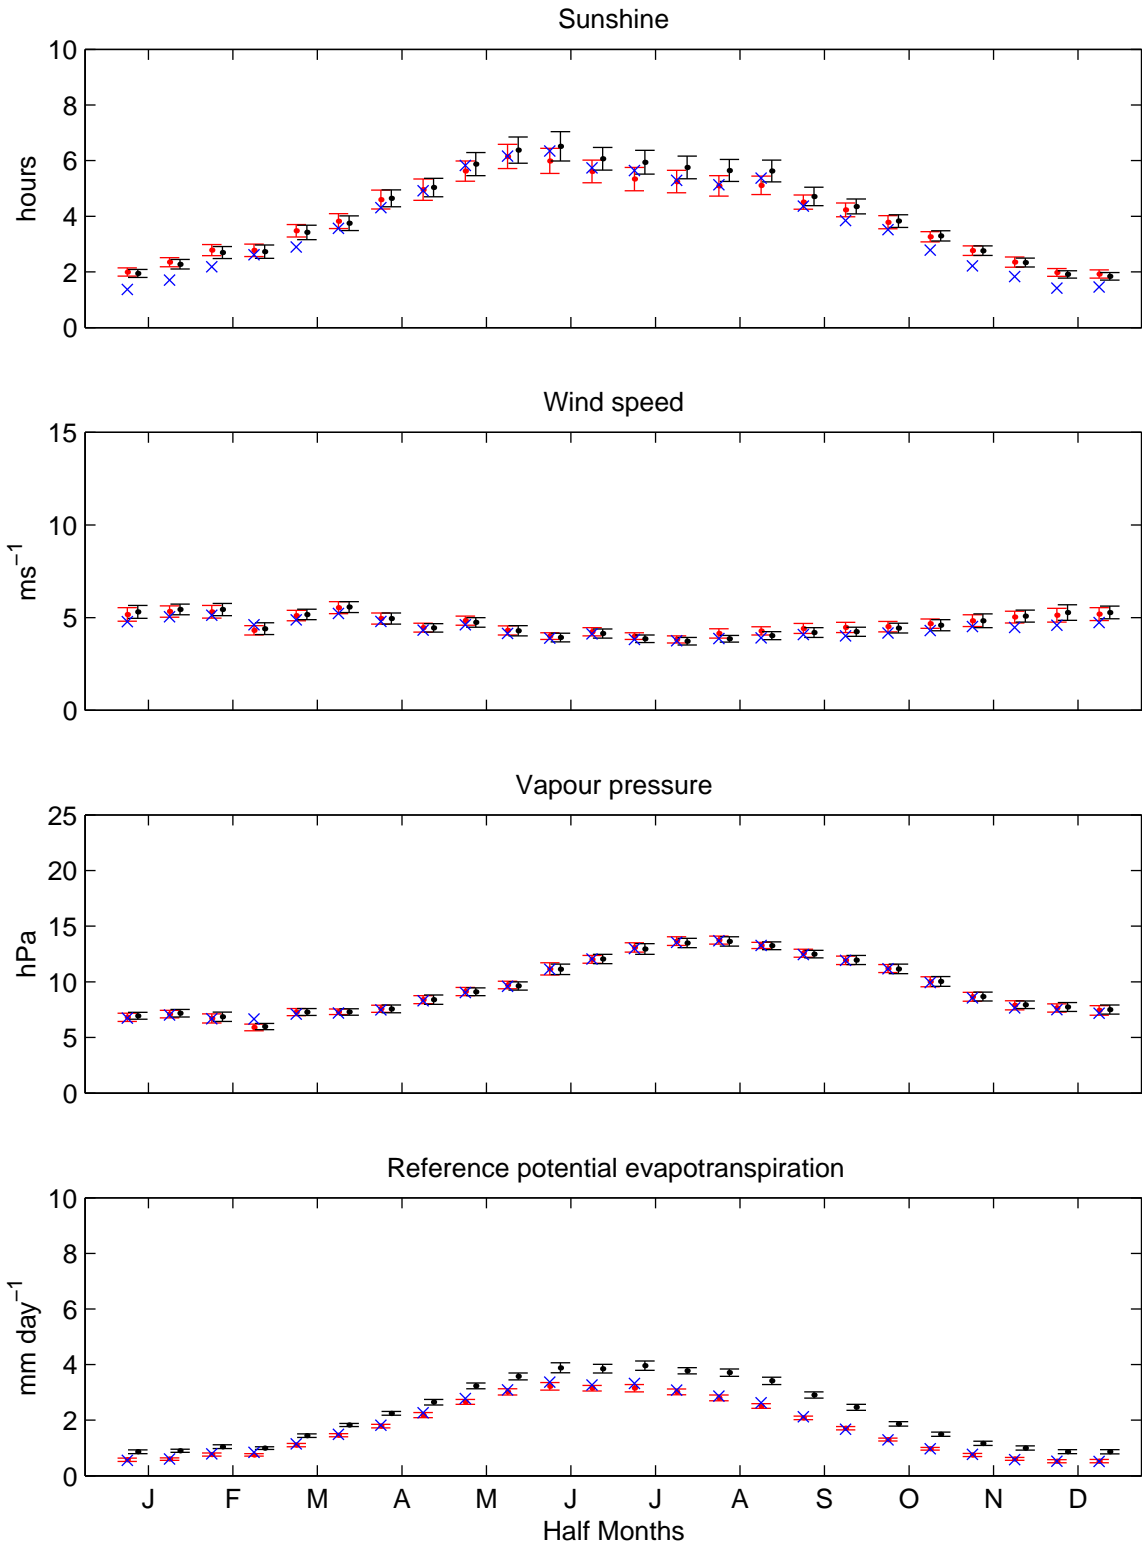 Sunshine
10
8
6
4
2
0
hours
Wind speed
15
10
5
0
ms⁻¹
Vapour pressure
25
20
15
10
5
0
hPa
Reference potential evapotranspiration
10
8
6
4
2
0
mm day⁻¹
J F M A M J J A S O N D
Half Months